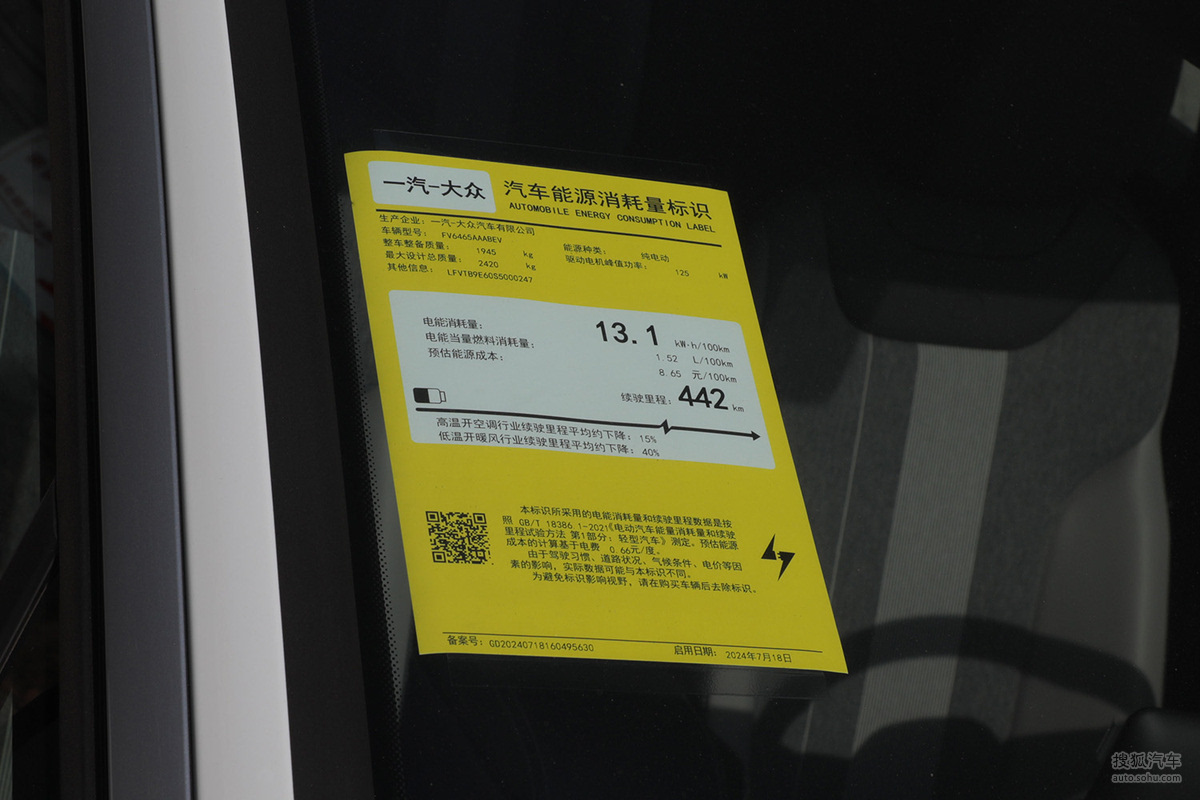 一汽-大众
汽车能源消耗量标识
AUTOMOBILE ENERGY CONSUMPTION LABEL
生产企业: 一汽-大众汽车有限公司
车辆型号: FV6465AAABEV
能源种类: 纯电动
整车整备质量: 1945 kg
驱动电机峰值功率: 125 kW
最大设计总质量: 2420 kg
其他信息: LFVTB9E60S5000247
电能消耗量: 13.1 kW·h/100km
电能当量燃料消耗量: 1.52 L/100km
预估能源成本: 8.65 元/100km
续驶里程: 442 km
高温开空调行业续驶里程平均约下降: 15%
低温开暖风行业续驶里程平均约下降: 40%
本标识所采用的电能消耗量和续驶里程数据是按
照 GB/T 18386.1-2021《电动汽车能量消耗量和续驶
里程试验方法 第1部分: 轻型汽车》测定。预估能源
成本的计算基于电费 0.66元/度。
由于驾驶习惯、道路状况、气候条件、电价等因
素的影响, 实际数据可能与本标识不同。
为避免标识影响视野, 请在购买车辆后去除标识。
备案号: GD20240718160495630
启用日期: 2024年7月18日
搜狐汽车
auto.sohu.com